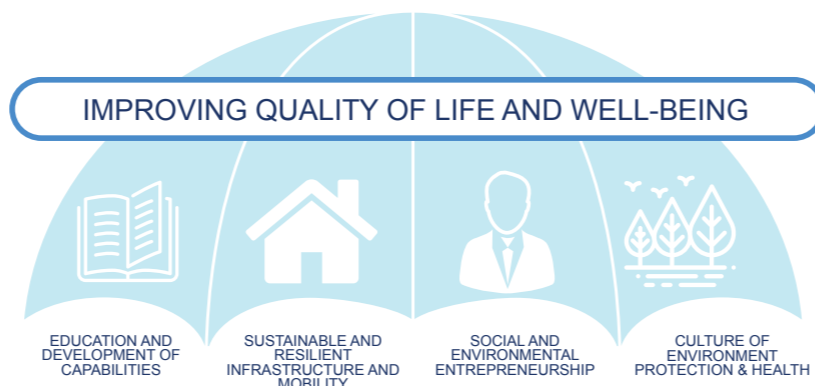 IMPROVING QUALITY OF LIFE AND WELL-BEING
EDUCATION AND
DEVELOPMENT OF
CAPABILITIES
SUSTAINABLE AND
RESILIENT
INFRASTRUCTURE AND
MOBILITY
SOCIAL AND
ENVIRONMENTAL
ENTREPRENEURSHIP
CULTURE OF
ENVIRONMENT
PROTECTION & HEALTH